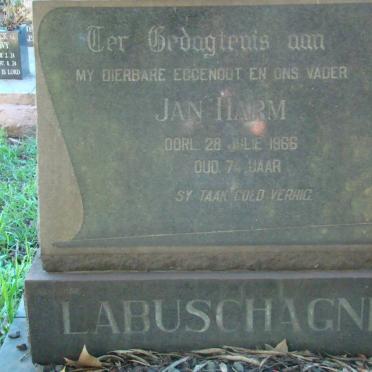 Ter Gedagtenis aan
MY DIERBARE EGGENOOT EN ONS VADER
JAN HARM
OORL. 28 JULIE 1966
OUD 74 JAAR
SY TAAK GOED VERRIG.
LABUSCHAGNE